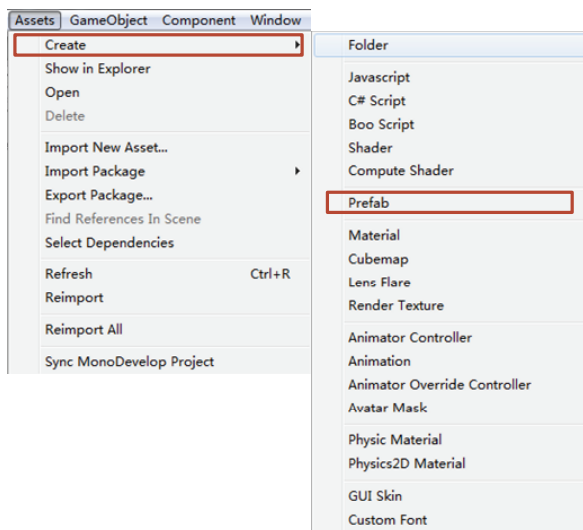 Assets GameObject Component Window
Create
Show in Explorer
Open
Delete
Import New Asset...
Import Package
Export Package...
Find References In Scene
Select Dependencies
Refresh Ctrl+R
Reimport
Reimport All
Sync MonoDevelop Project
Folder
Javascript
C# Script
Boo Script
Shader
Compute Shader
Prefab
Material
Cubemap
Lens Flare
Render Texture
Animator Controller
Animation
Animator Override Controller
Avatar Mask
Physic Material
Physics2D Material
GUI Skin
Custom Font